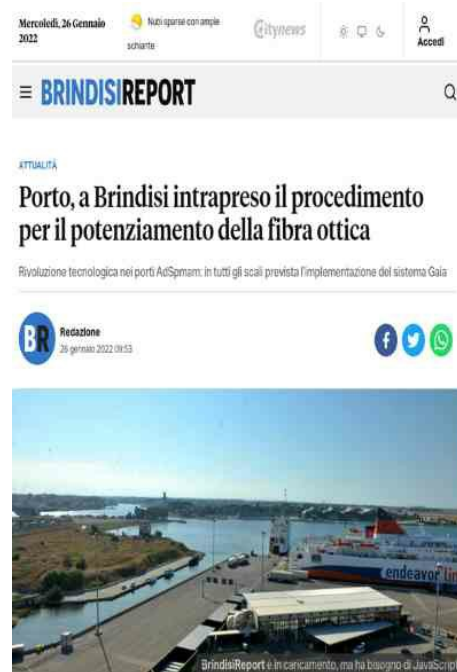 Mercoledì, 26 Gennaio
2022
Nubi sparse con ampie
schiarite
Citynews
Accedi
BRINDISIREPORT
ATTUALITÀ
Porto, a Brindisi intrapreso il procedimento
per il potenziamento della fibra ottica
Rivoluzione tecnologica nei porti AdSpmam: in tutti gli scali prevista l'implementazione del sistema Gaia
BR
Redazione
26 gennaio 2022 09:53
endeavor lin
BrindisiReport è in caricamento, ma ha bisogno di JavaScrip